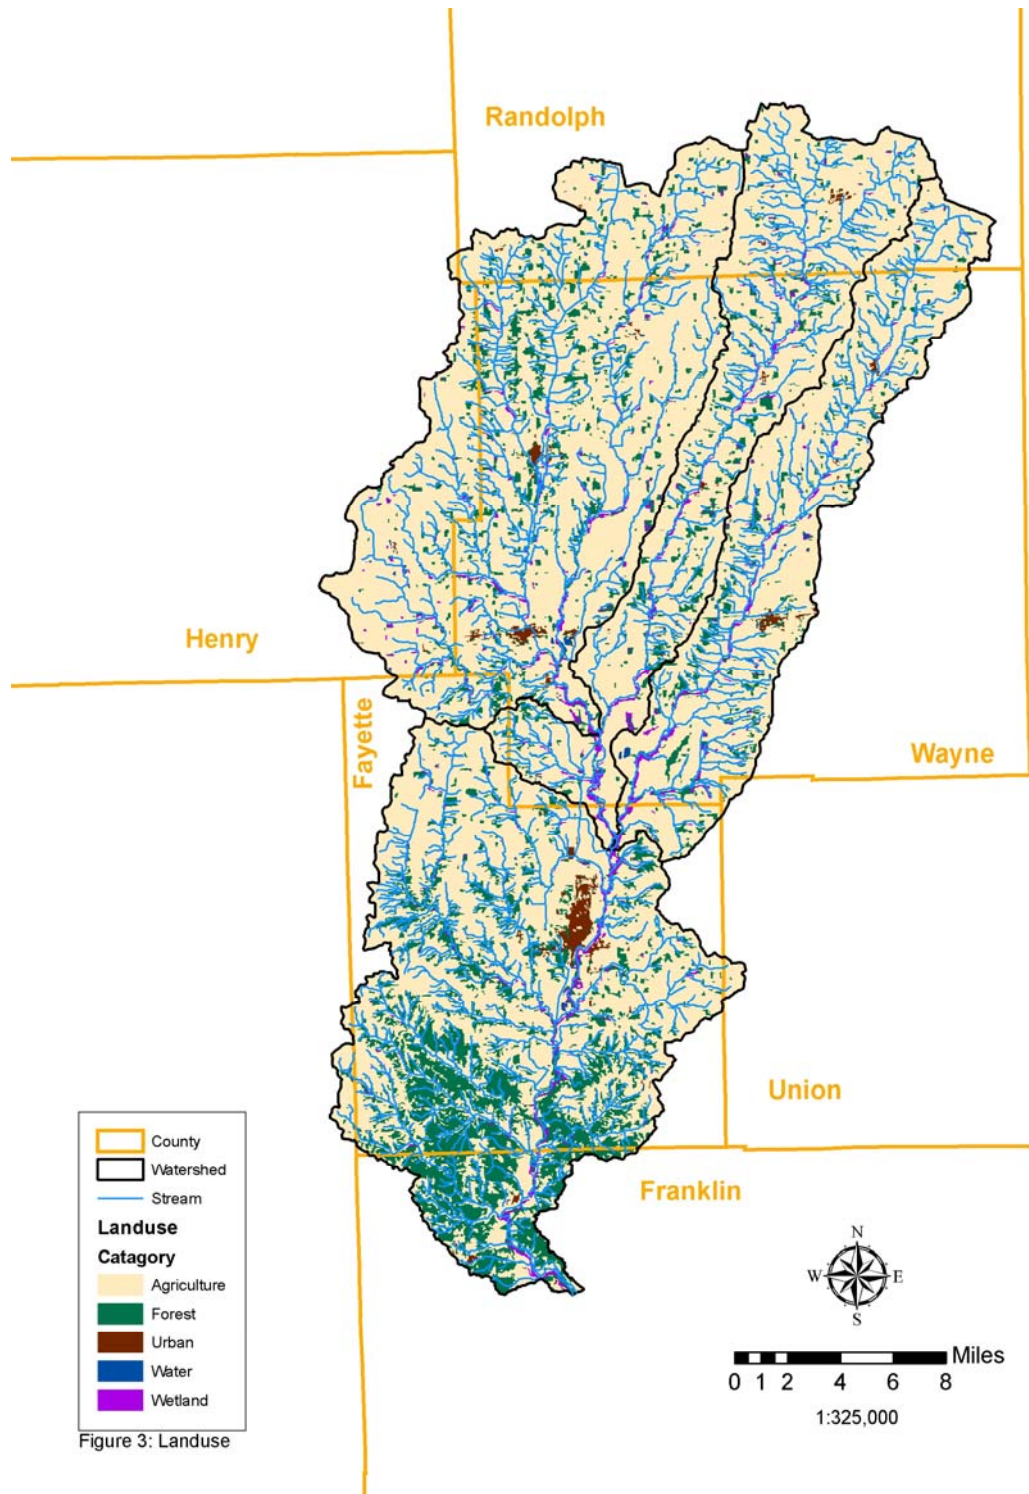 Randolph
Henry
Fayette
Wayne
Union
Franklin
County
Watershed
Stream
Landuse
Catagory
Agriculture
Forest
Urban
Water
Wetland
Figure 3: Landuse
N
W E
S
Miles
0 1 2 4 6 8
1:325,000